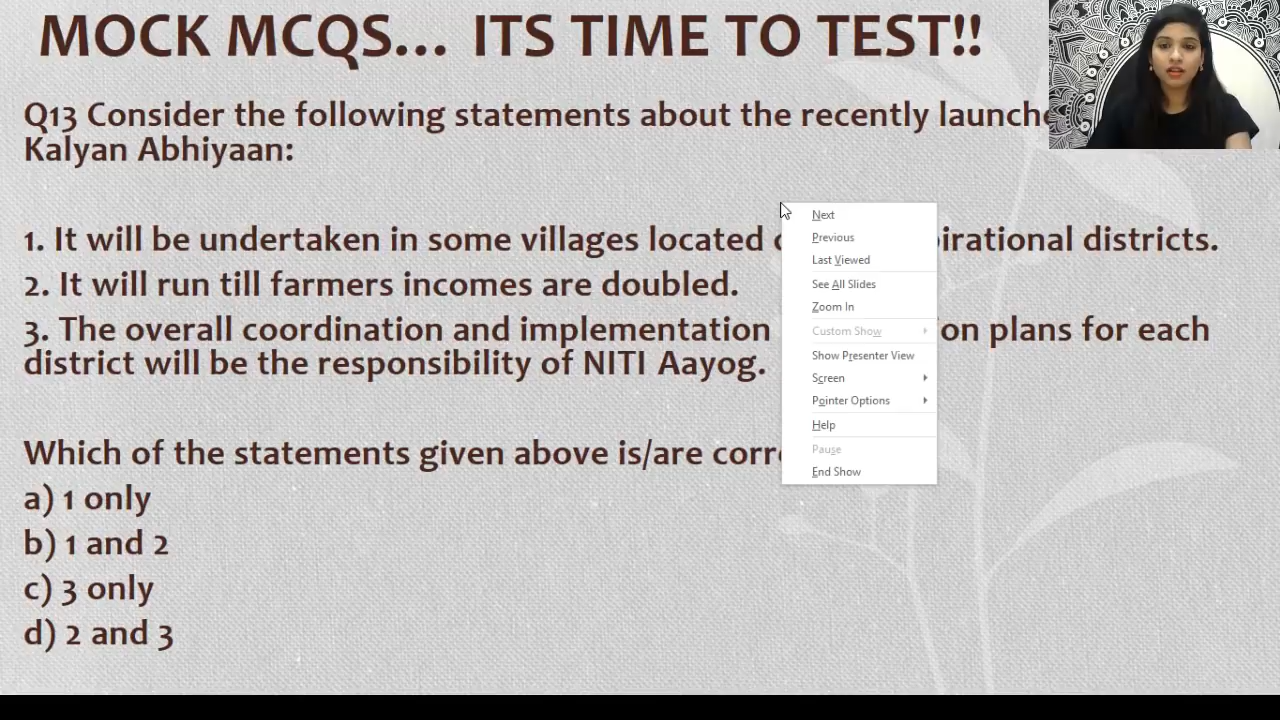 MOCK MCQS... ITS TIME TO TEST!!
Q13 Consider the following statements about the recently
Kalyan Abhiyaan:
1. It will be undertaken in some villages located districts.
2. It will run till farmers incomes are doubled.
3. The overall coordination and implementation plans for each
district will be the responsibility of NITI Aayog.
Which of the statements given above is/are
a) 1 only
b) 1 and 2
c) 3 only
d) 2 and 3
Next
Previous
Last Viewed
See All Slides
Zoom In
Custom Show
Show Presenter View
Screen
Pointer Options
Help
Pause
End Show